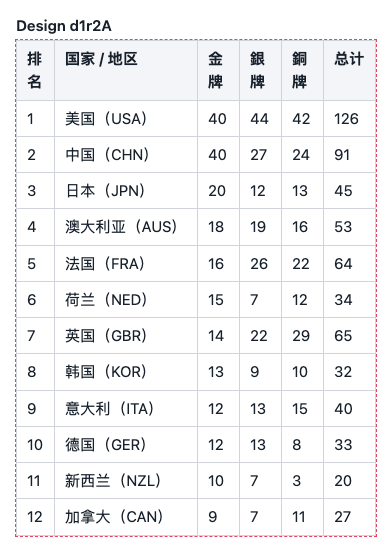 Design d1r2A
排名 国家 / 地区 金牌 銀牌 銅牌 总计
1 美国（USA） 40 44 42 126
2 中国（CHN） 40 27 24 91
3 日本（JPN） 20 12 13 45
4 澳大利亚（AUS） 18 19 16 53
5 法国（FRA） 16 26 22 64
6 荷兰（NED） 15 7 12 34
7 英国（GBR） 14 22 29 65
8 韩国（KOR） 13 9 10 32
9 意大利（ITA） 12 13 15 40
10 德国（GER） 12 13 8 33
11 新西兰（NZL） 10 7 3 20
12 加拿大（CAN） 9 7 11 27